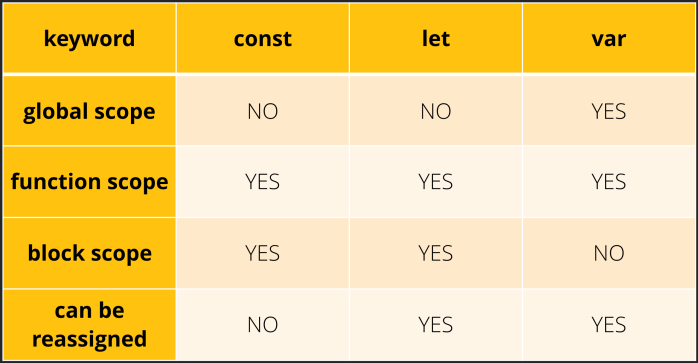 keyword const let var
global scope NO NO YES
function scope YES YES YES
block scope YES YES NO
can be
reassigned NO YES YES